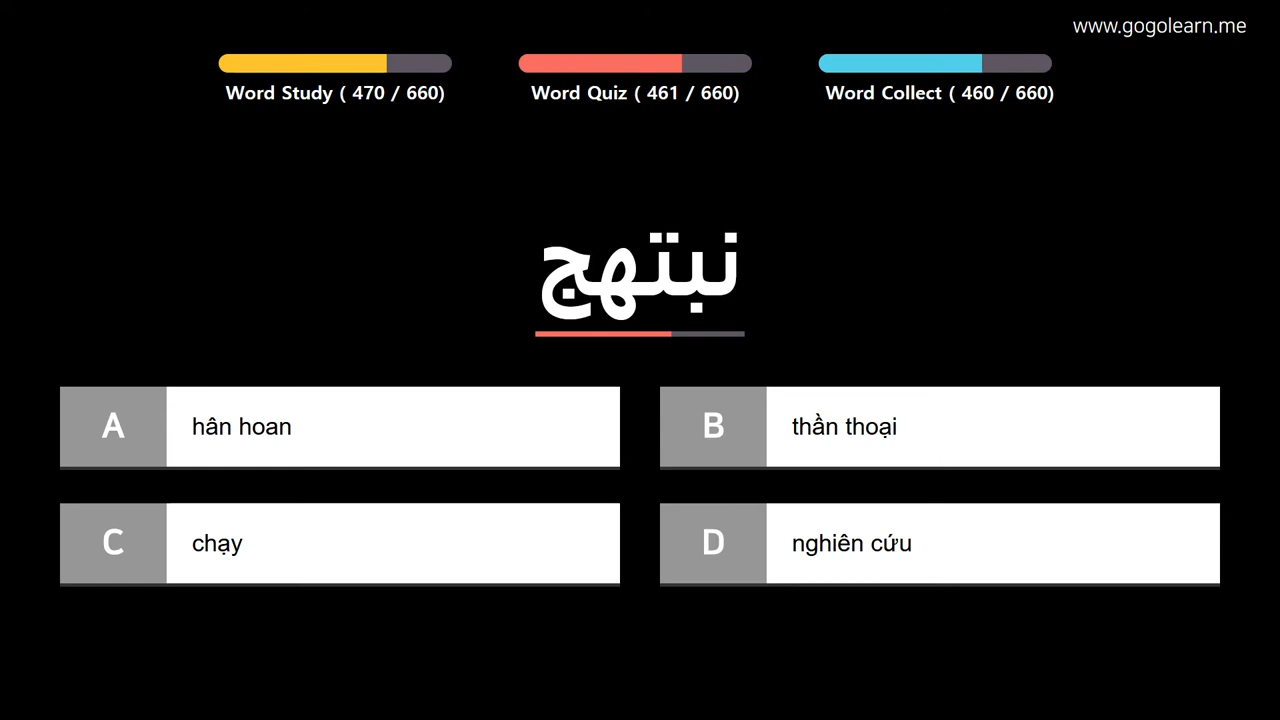 www.gogolearn.me
Word Study ( 470 / 660)
Word Quiz ( 461 / 660)
Word Collect ( 460 / 660)
نبتهج
A hân hoan
B thần thoại
C chạy
D nghiên cứu